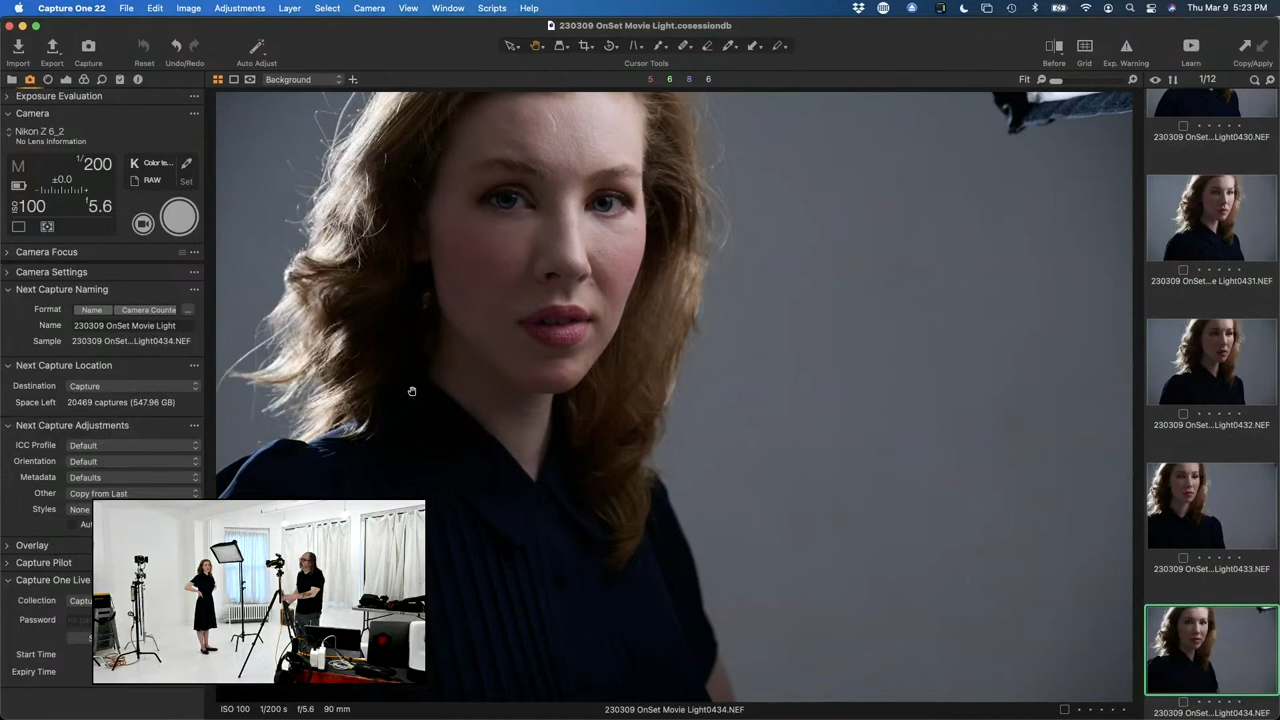 Capture One 22 File Edit Image Adjustments Layer Select Camera View Window Scripts Help
Thu Mar 9 5:23 PM
230309 OnSet Movie Light.cosessiondb
Import Export Capture Reset Undo/Redo Auto Adjust Cursor Tools Before Grid Exp. Warning Learn Copy/Apply
Background
5 6 8 6
Fit
1/12
Exposure Evaluation
Camera
Nikon Z 6_2
No Lens Information
M 1/200
±0.0
100 f5.6
K Color te...
RAW Set
Camera Focus
Camera Settings
Next Capture Naming
Format Name Camera Counte ...
Name 230309 OnSet Movie Light
Sample 230309 OnSet...Light0434.NEF
Next Capture Location
Destination Capture
Space Left 20469 captures (547.96 GB)
Next Capture Adjustments
ICC Profile Default
Orientation Default
Metadata Defaults
Other Copy from Last
Styles None
Overlay
Capture Pilot
Capture One Live
Collection Captu
Password
Start Time
Expiry Time
230309 OnSet...Light0430.NEF
230309 OnSet...e Light0431.NEF
230309 OnSet...Light0432.NEF
230309 OnSet...Light0433.NEF
230309 OnSet...Light0434.NEF
ISO 100 1/200 s f/5.6 90 mm
230309 OnSet Movie Light0434.NEF